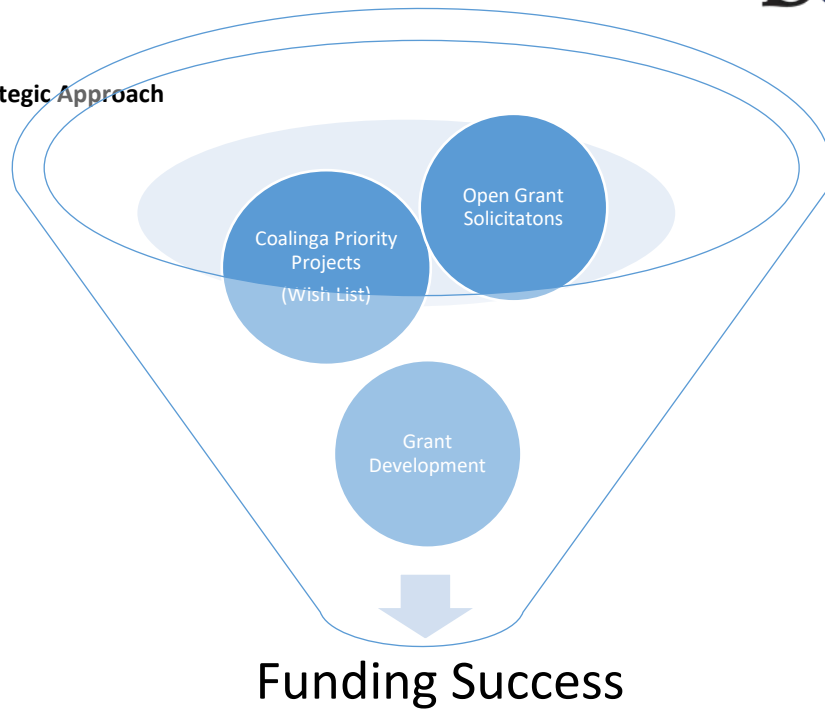 tegic Approach
Open Grant
Solicitatons
Coalinga Priority
Projects
(Wish List)
Grant
Development
Funding Success